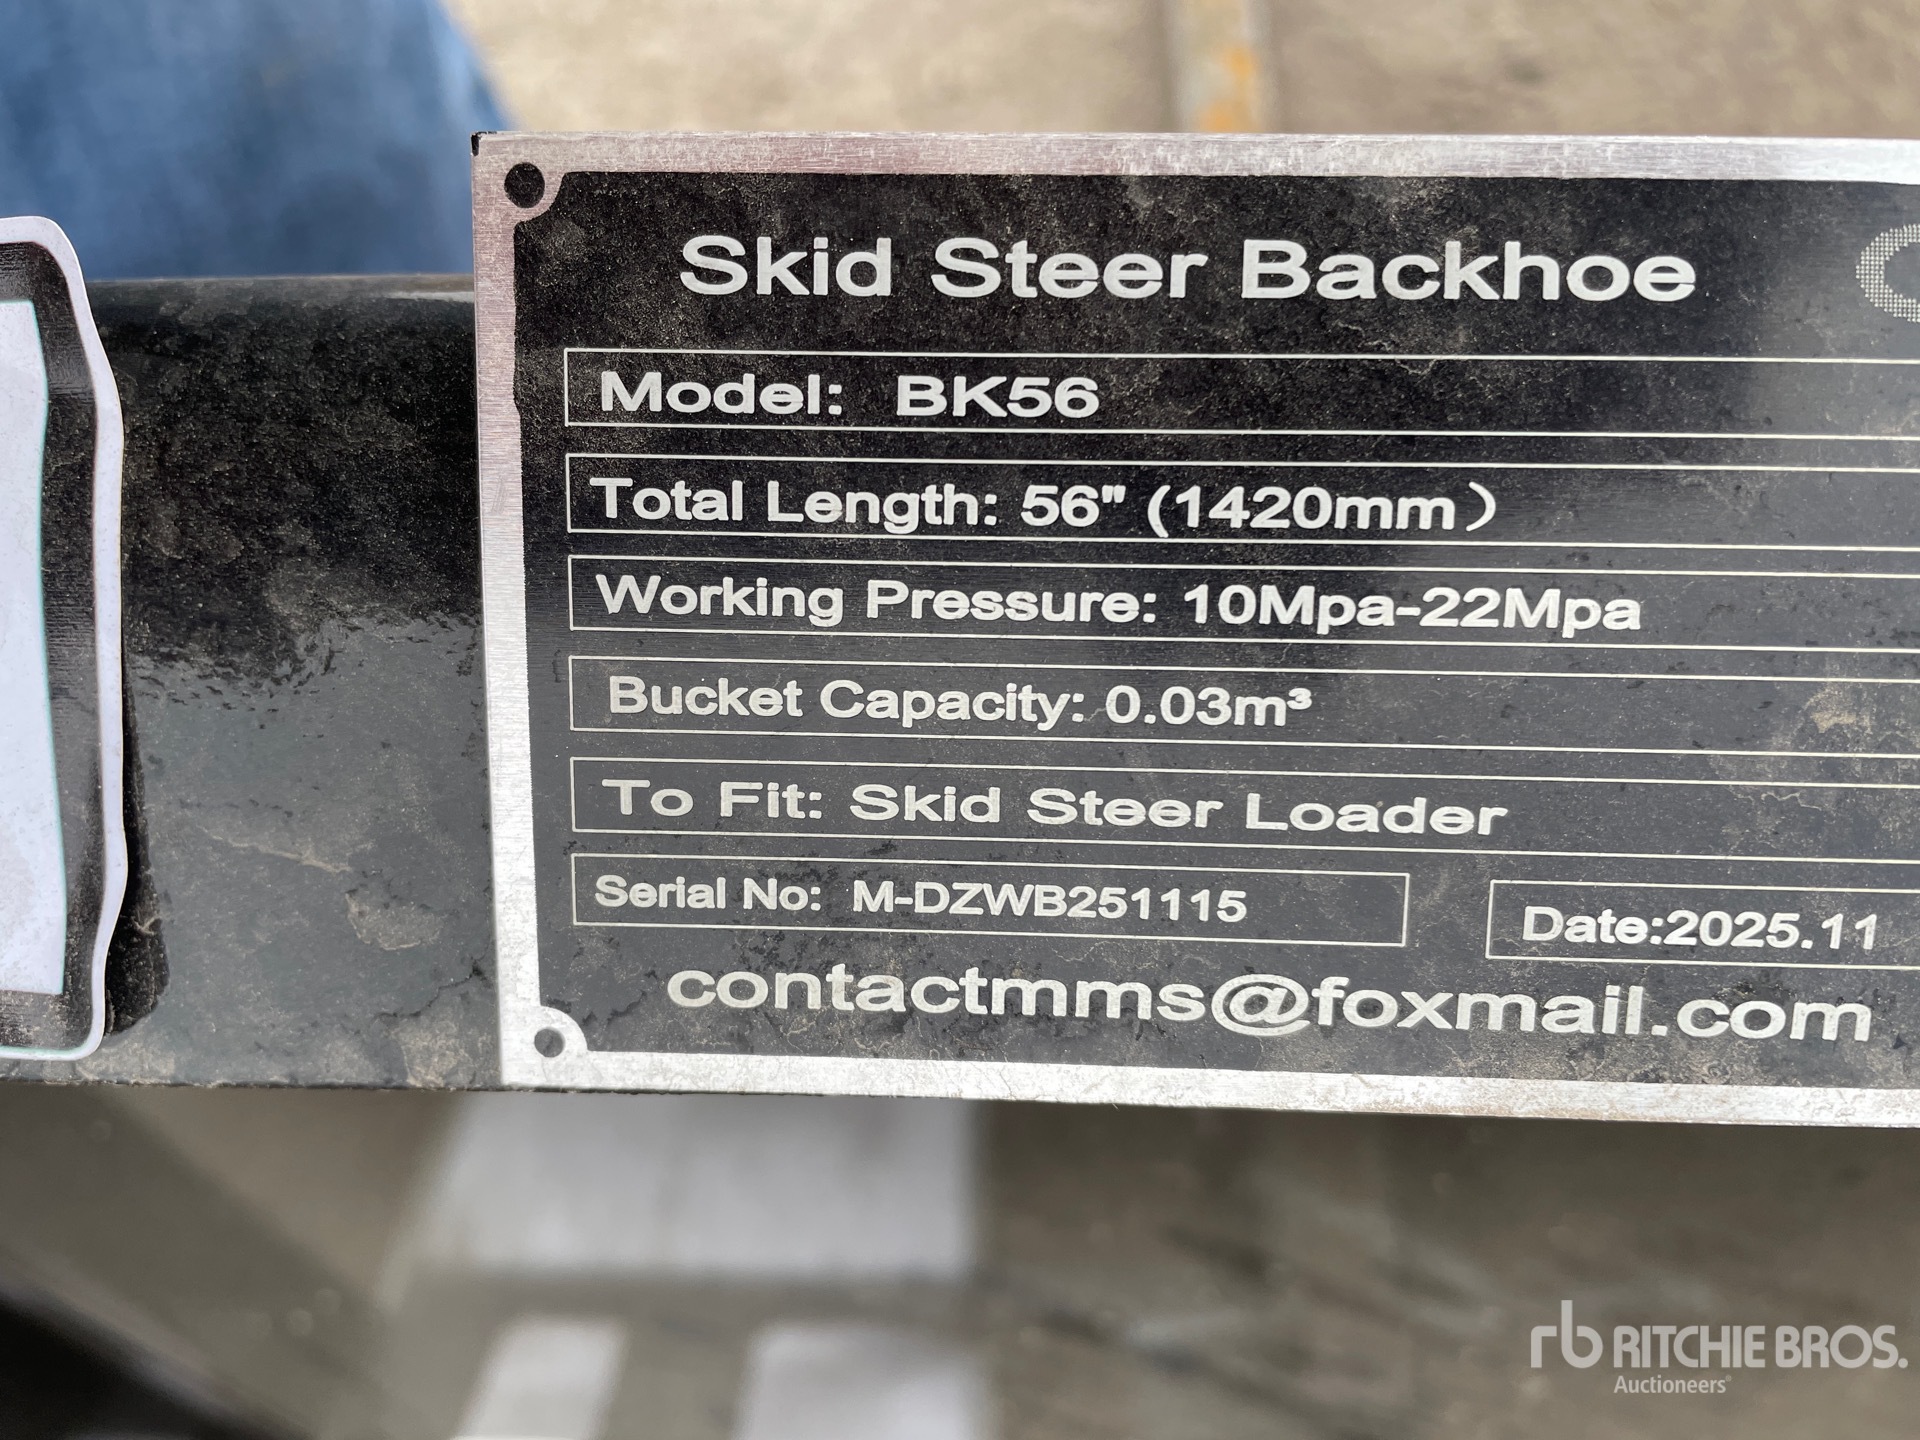 Skid Steer Backhoe
Model: BK56
Total Length: 56" (1420mm）
Working Pressure: 10Mpa-22Mpa
Bucket Capacity: 0.03m³
To Fit: Skid Steer Loader
Serial No: M-DZWB251115
Date:2025.11
contactmms@foxmail.com
rb RITCHIE BROS.
Auctioneers